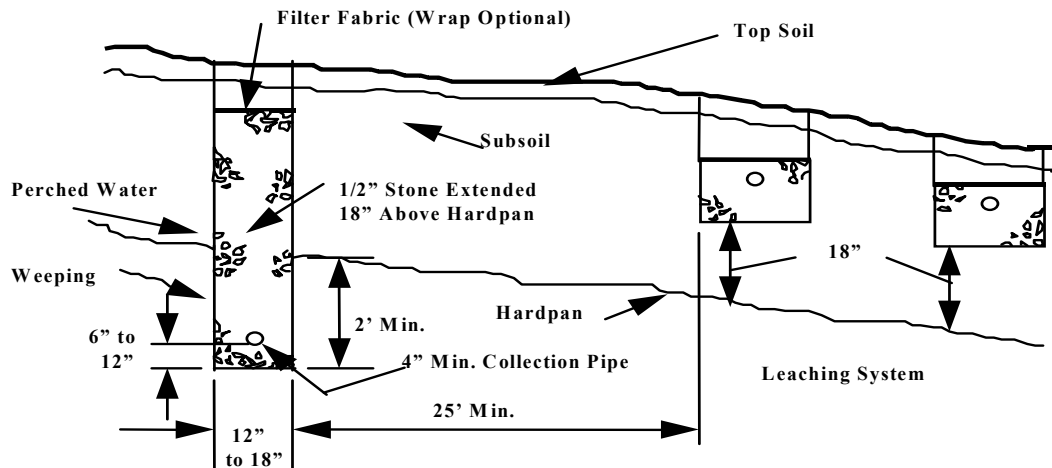 Filter Fabric (Wrap Optional)
Top Soil
Subsoil
Perched Water
1/2” Stone Extended
18” Above Hardpan
Weeping
18”
6” to
12”
2’ Min.
Hardpan
4” Min. Collection Pipe
Leaching System
25’ Min.
12”
to 18”